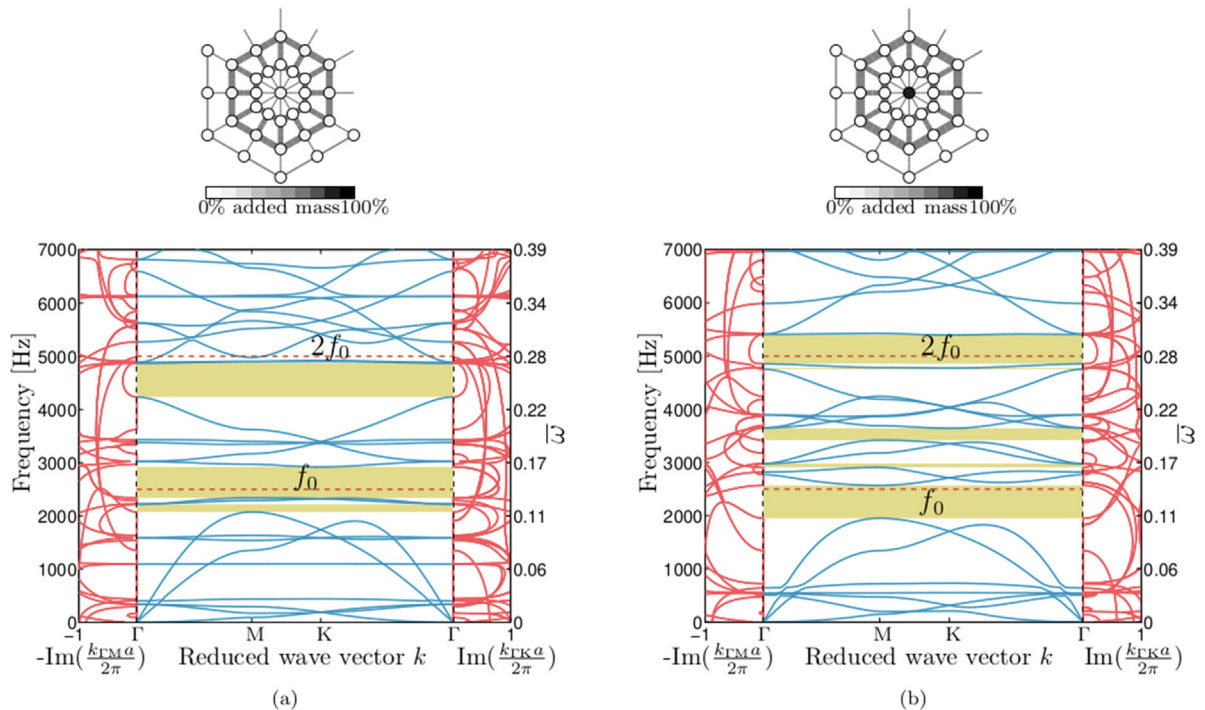 0% added mass100%
0% added mass100%
7000
6000
5000
4000
3000
2000
1000
0
Frequency [Hz]
2f₀
f₀
0.39
0.34
0.28
0.22
0.17
0.11
0.06
0
ω̅
−1 Γ M K Γ 1
-Im(k_ΓM a/2π) Reduced wave vector k Im(k_ΓK a/2π)
(a)
7000
6000
5000
4000
3000
2000
1000
0
Frequency [Hz]
2f₀
f₀
0.39
0.34
0.28
0.22
0.17
0.11
0.06
0
ω̅
−1 Γ M K Γ 1
-Im(k_ΓM a/2π) Reduced wave vector k Im(k_ΓK a/2π)
(b)